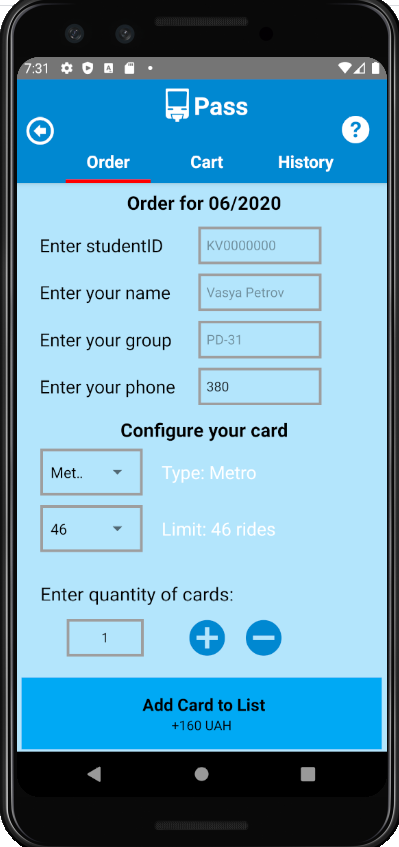 7:31
Pass
?
Order Cart History
Order for 06/2020
Enter studentID KV0000000
Enter your name Vasya Petrov
Enter your group PD-31
Enter your phone 380
Configure your card
Met.. Type: Metro
46 Limit: 46 rides
Enter quantity of cards:
1
Add Card to List
+160 UAH